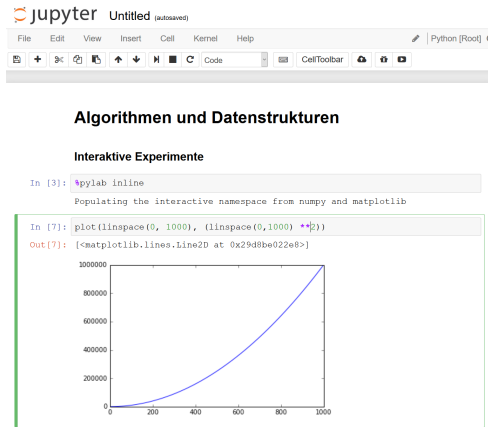 jupyter Untitled (autosaved)
File Edit View Insert Cell Kernel Help Python [Root]
Code CellToolbar
Algorithmen und Datenstrukturen
Interaktive Experimente
In [3]: %pylab inline
Populating the interactive namespace from numpy and matplotlib
In [7]: plot(linspace(0, 1000), (linspace(0,1000) **2))
Out[7]: [<matplotlib.lines.Line2D at 0x29d8be022e8>]
1000000
800000
600000
400000
200000
0
0 200 400 600 800 1000